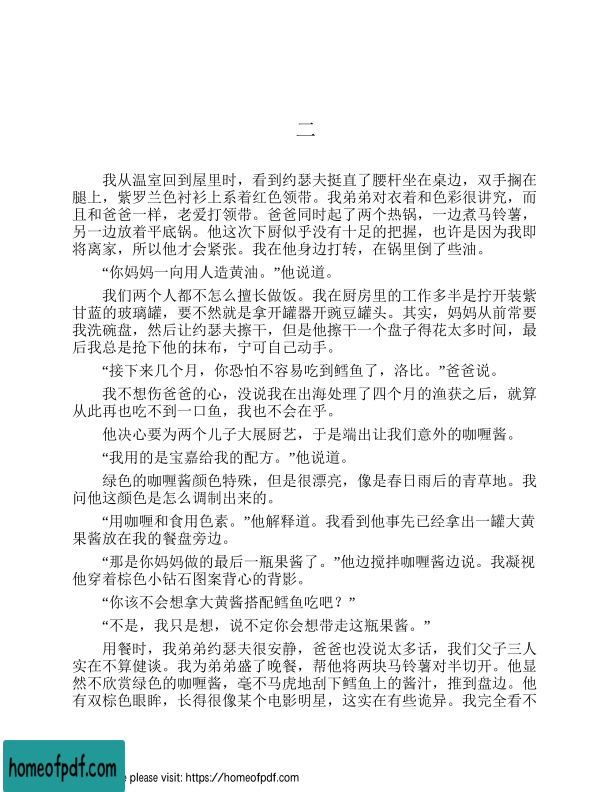 二
我从温室回到屋里时，看到约瑟夫挺直了腰杆坐在桌边，双手搁在
腿上，紫罗兰色衬衫上系着红色领带。我弟弟对衣着和色彩很讲究，而
且和爸爸一样，老爱打领带。爸爸同时起了两个热锅，一边煮马铃薯，
另一边放着平底锅。他这次下厨似乎没有十足的把握，也许是因为我即
将离家，所以他才会紧张。我在他身边打转，在锅里倒了些油。
“你妈妈一向用人造黄油。”他说道。
我们两个人都不怎么擅长做饭。我在厨房里的工作多半是拧开装紫
甘蓝的玻璃罐，要不然就是拿开罐器开豌豆罐头。其实，妈妈从前常要
我洗碗盘，然后让约瑟夫擦干，但是他擦干一个盘子得花太多时间，最
后我总是抢下他的抹布，宁可自己动手。
“接下来几个月，你恐怕不容易吃到鳕鱼了，洛比。”爸爸说。
我不想伤爸爸的心，没说我在出海处理了四个月的渔获之后，就算
从此再也吃不到一口鱼，我也不会在乎。
他决心要为两个儿子大展厨艺，于是端出让我们意外的咖喱酱。
“我用的是宝嘉给我的配方。”他说道。
绿色的咖喱酱颜色特殊，但是很漂亮，像是春日雨后的青草地。我
问他这颜色是怎么调制出来的。
“用咖喱和食用色素。”他解释道。我看到他事先已经拿出一罐大黄
果酱放在我的餐盘旁边。
“那是你妈妈做的最后一瓶果酱了。”他边搅拌咖喱酱边说。我凝视
他穿着棕色小钻石图案背心的背影。
“你该不会想拿大黄酱搭配鳕鱼吃吧？”
“不是，我只是想，说不定你会想带走这瓶果酱。”
用餐时，我弟弟约瑟夫很安静，爸爸也没说太多话，我们父子三人
实在不算健谈。我为弟弟盛了晚餐，帮他将两块马铃薯对半切开。他显
然不欣赏绿色的咖喱酱，毫不马虎地刮下鳕鱼上的酱汁，推到盘边。他
有双棕色眼眸，长得很像某个电影明星，这实在有些诡异。我完全看不
homeofpdf.com
e please visit: https://homeofpdf.com